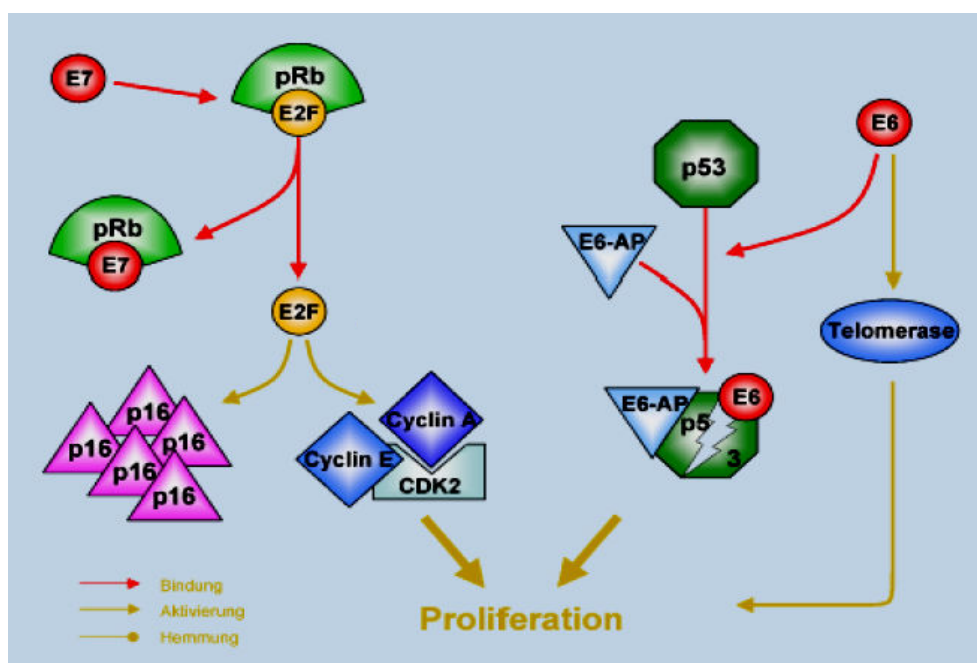 E7
pRb
E2F
pRb
E7
E2F
p16
p16
p16
p16
p16
Cyclin A
Cyclin E
CDK2
p53
E6
E6-AP
Telomerase
E6-AP
E6
p5
3
Proliferation
Bindung
Aktivierung
Hemmung